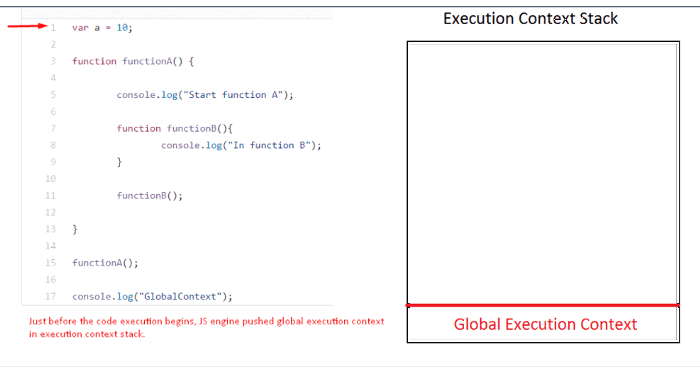 Execution Context Stack
1 var a = 10;
2
3 function functionA() {
4
5 console.log("Start function A");
6
7 function functionB(){
8 console.log("In function B");
9 }
10
11 functionB();
12
13 }
14
15 functionA();
16
17 console.log("GlobalContext");
Just before the code execution begins, JS engine pushed global execution context
in execution context stack.
Global Execution Context